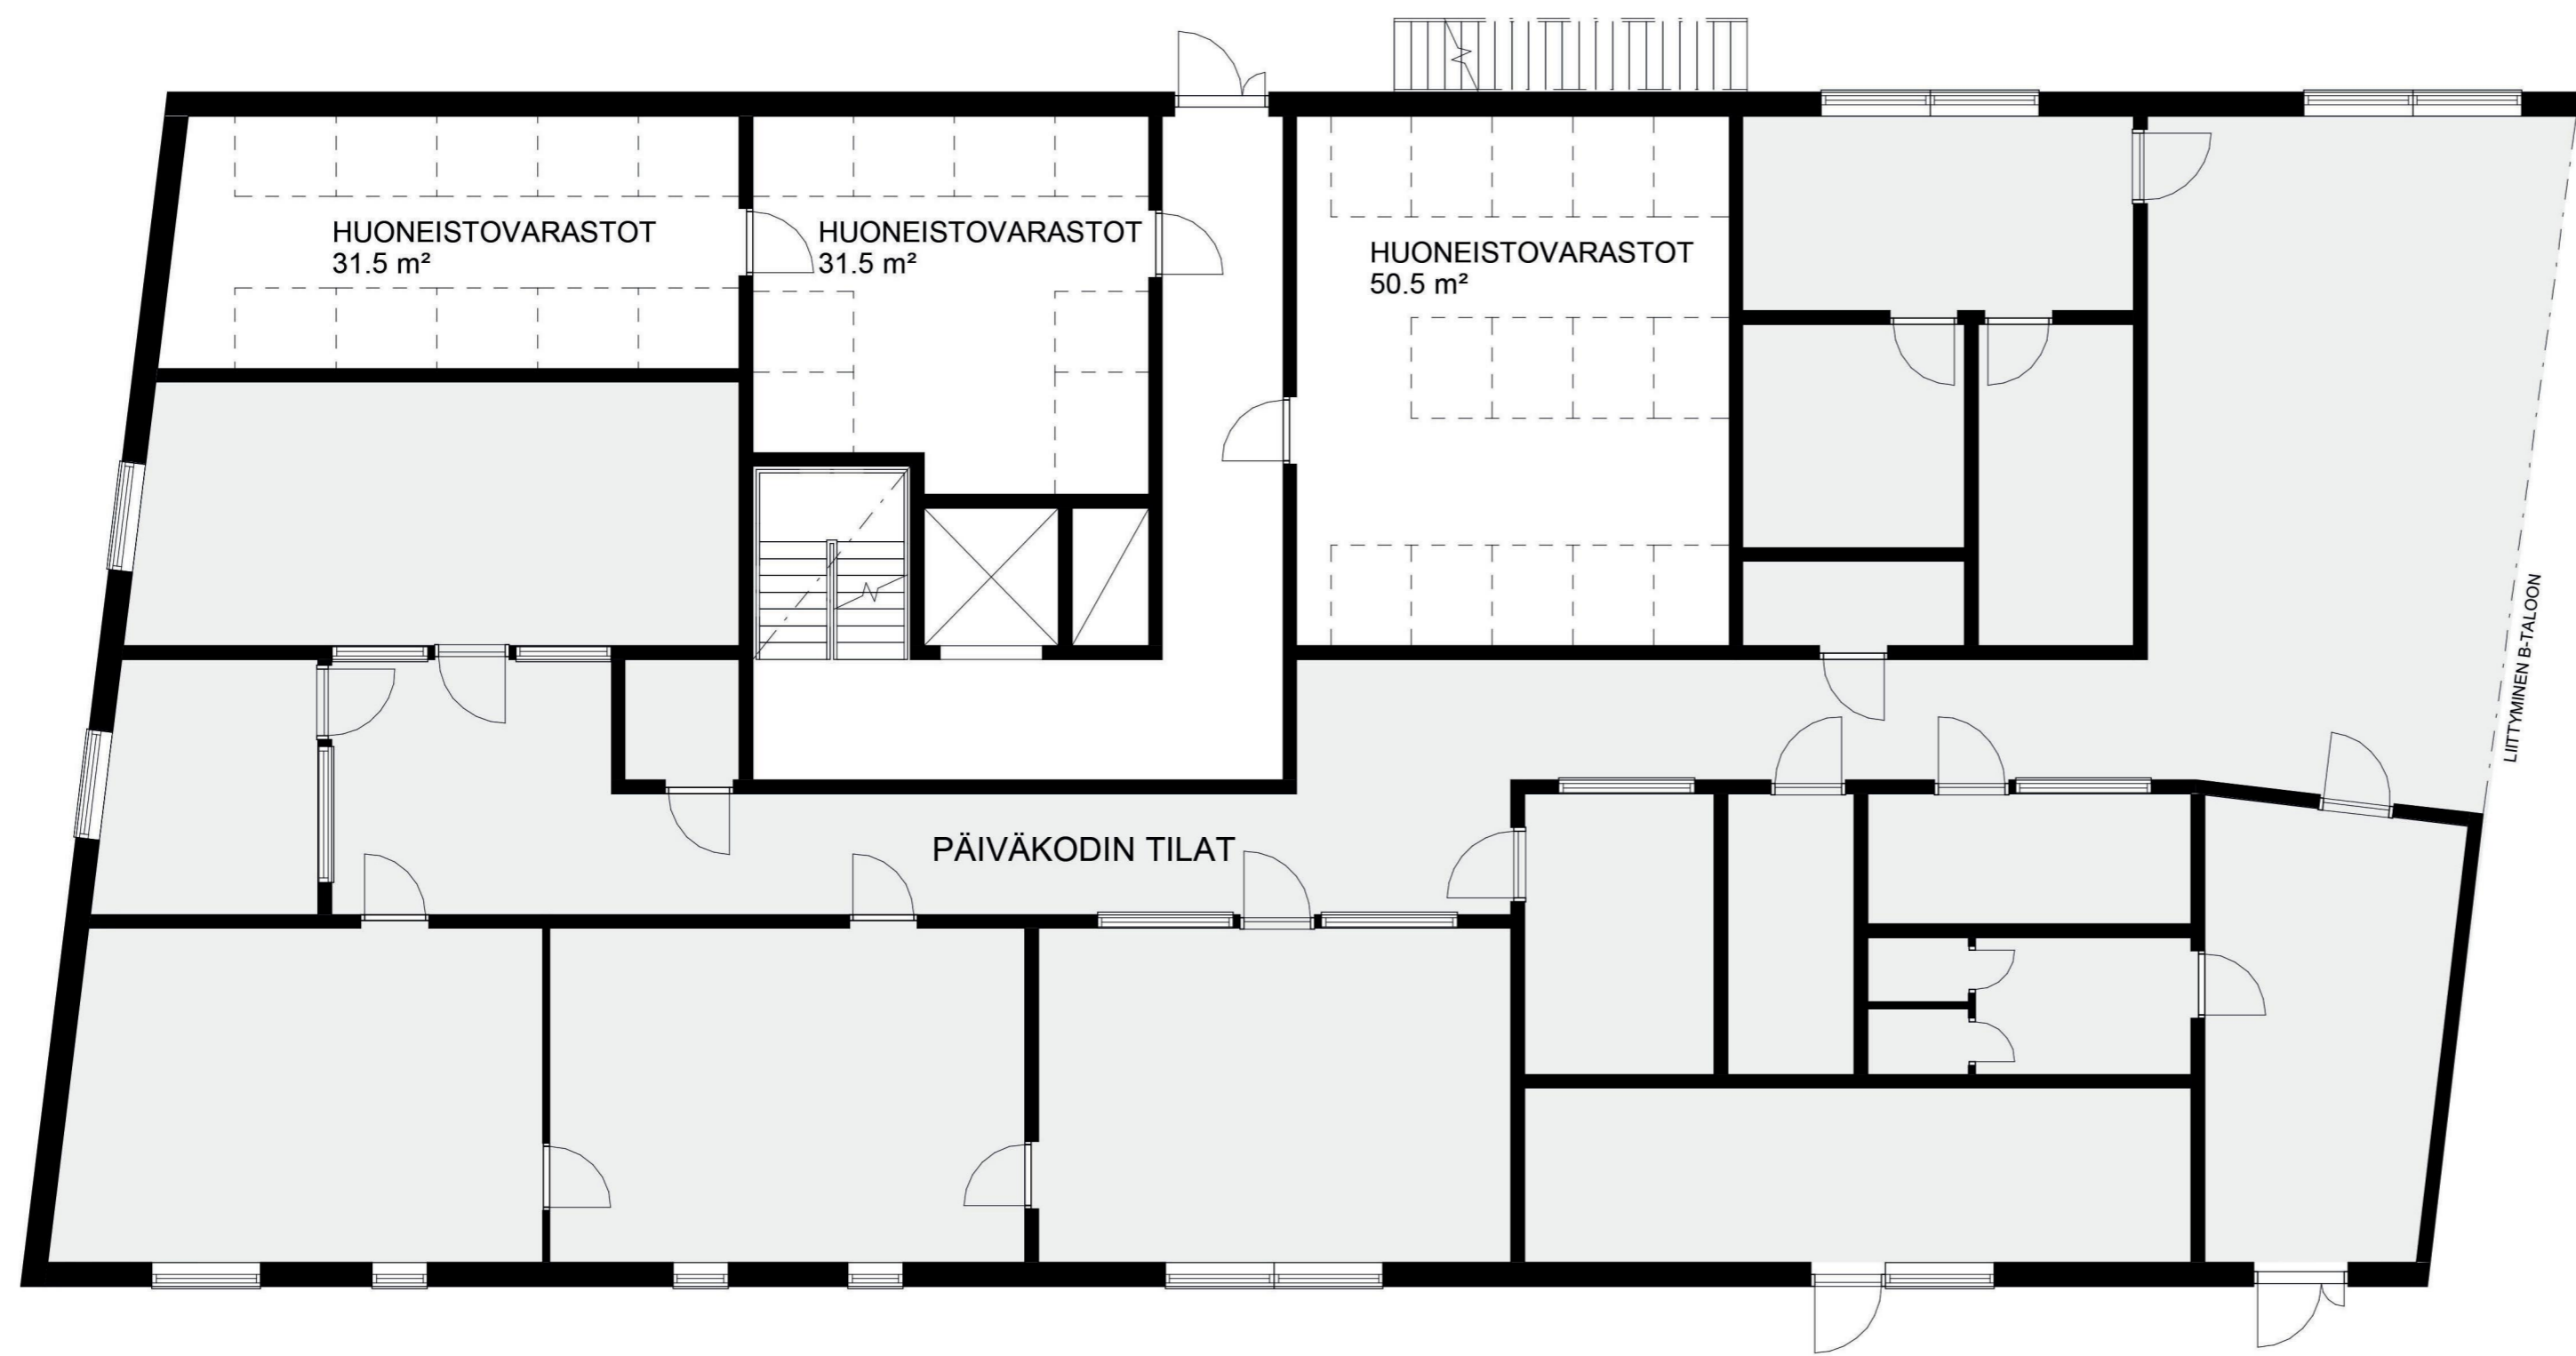 HUONEISTOVARASTOT
31.5 m²
HUONEISTOVARASTOT
31.5 m²
HUONEISTOVARASTOT
50.5 m²
LIITTYMINEN B-TALOON
PÄIVÄKODIN TILAT